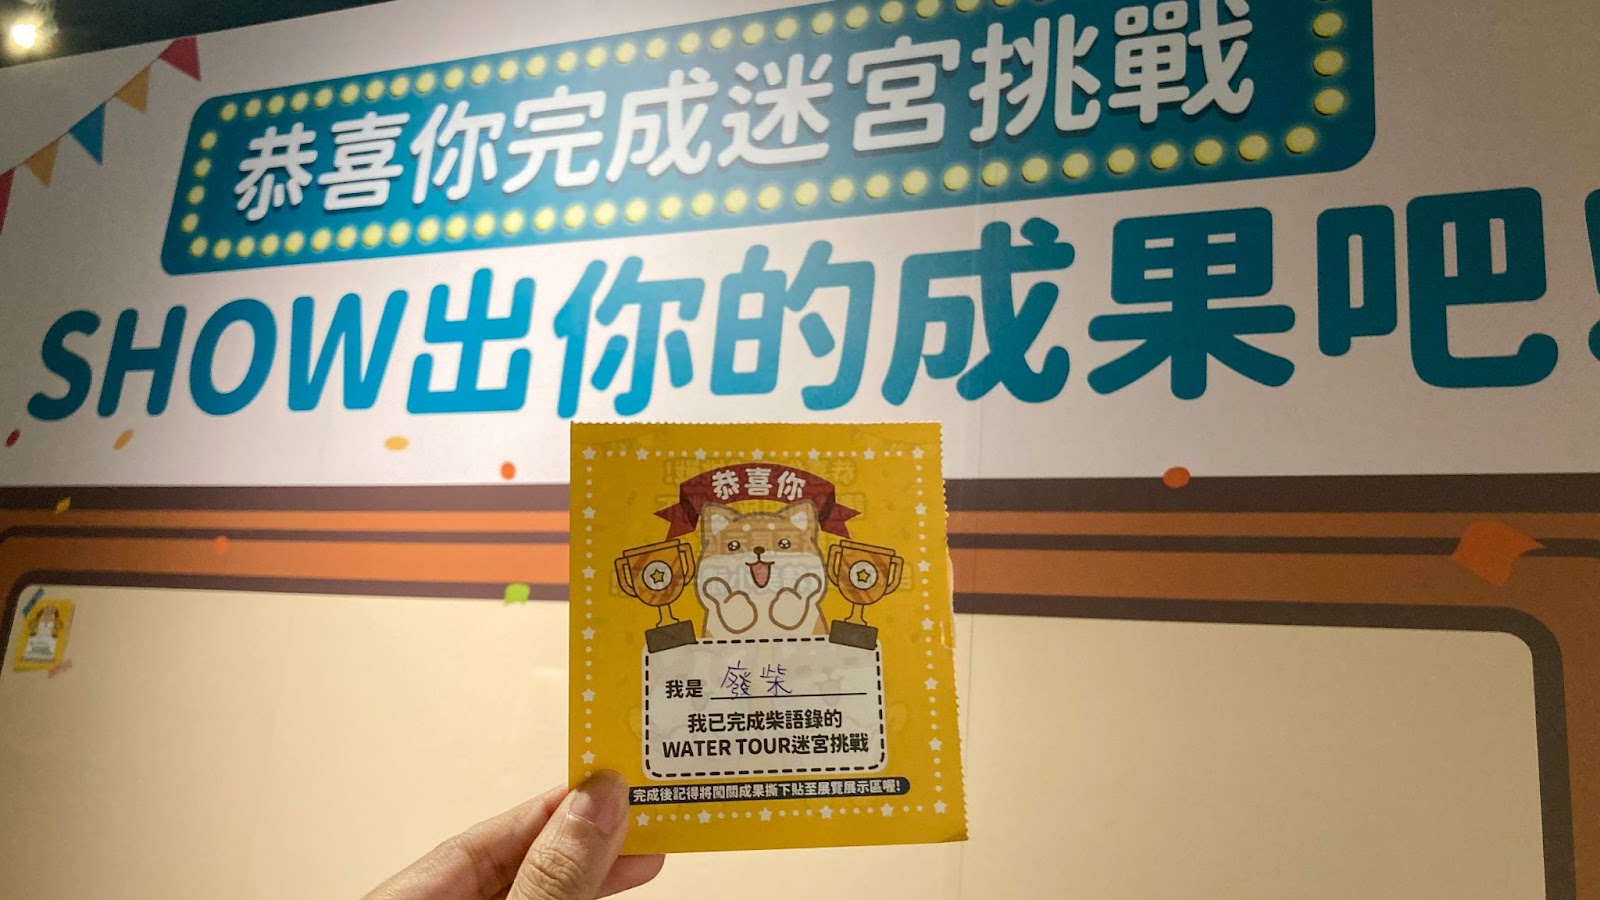 恭喜你完成迷宮挑戰
SHOW出你的成果吧!
恭喜你
我是 廢柴
我已完成柴語錄的
WATER TOUR迷宮挑戰
完成後記得將闖關成果撕下貼至展覽展示區喔!